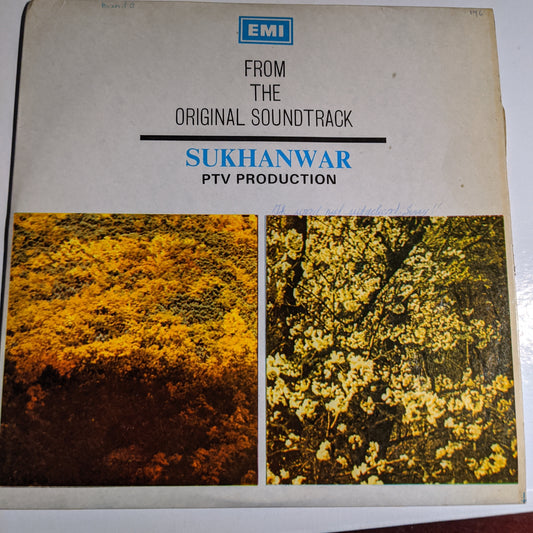 EMI
FROM
THE
ORIGINAL SOUNDTRACK
SUKHANWAR
PTV PRODUCTION